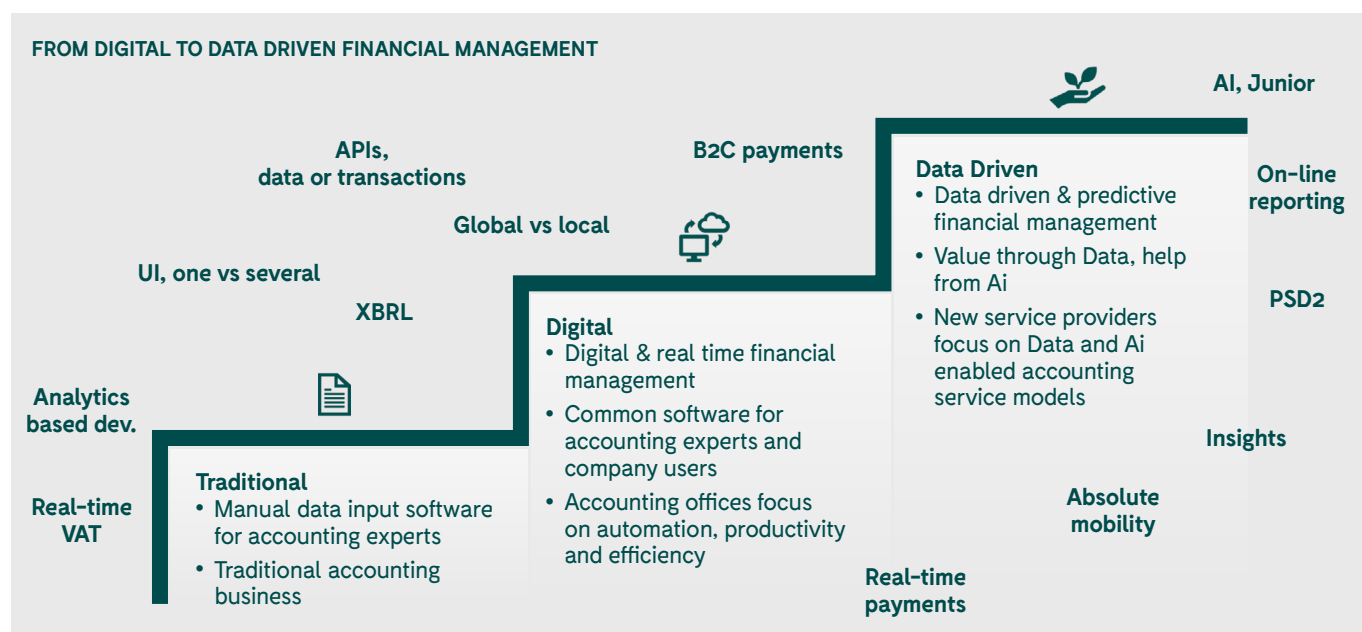 FROM DIGITAL TO DATA DRIVEN FINANCIAL MANAGEMENT
AI, Junior
APIs,
data or transactions
B2C payments
On-line
reporting
Global vs local
UI, one vs several
XBRL
PSD2
Analytics
based dev.
Insights
Real-time
VAT
Absolute
mobility
Real-time
payments
Traditional
• Manual data input software
for accounting experts
• Traditional accounting
business
Digital
• Digital & real time financial
management
• Common software for
accounting experts and
company users
• Accounting offices focus
on automation, productivity
and efficiency
Data Driven
• Data driven & predictive
financial management
• Value through Data, help
from Ai
• New service providers
focus on Data and Ai
enabled accounting
service models